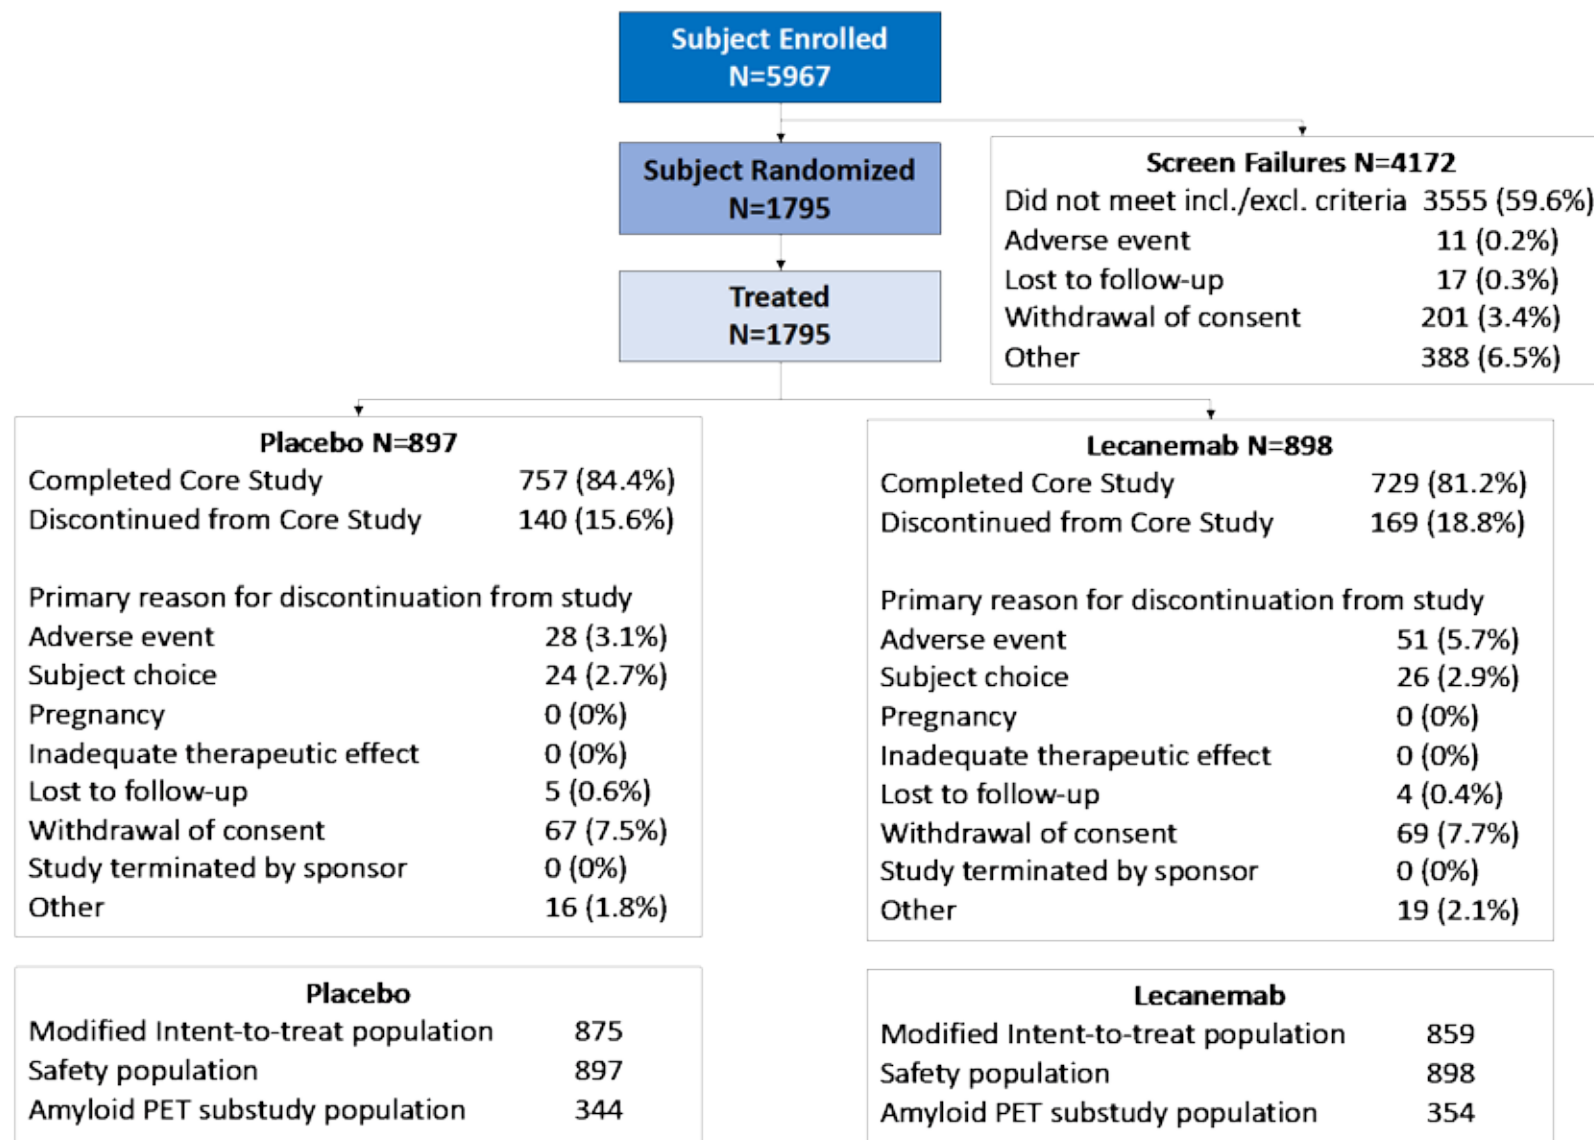 Subject Enrolled
N=5967
Subject Randomized
N=1795
Treated
N=1795
Screen Failures N=4172
Did not meet incl./excl. criteria 3555 (59.6%)
Adverse event 11 (0.2%)
Lost to follow-up 17 (0.3%)
Withdrawal of consent 201 (3.4%)
Other 388 (6.5%)
Placebo N=897
Completed Core Study 757 (84.4%)
Discontinued from Core Study 140 (15.6%)
Primary reason for discontinuation from study
Adverse event 28 (3.1%)
Subject choice 24 (2.7%)
Pregnancy 0 (0%)
Inadequate therapeutic effect 0 (0%)
Lost to follow-up 5 (0.6%)
Withdrawal of consent 67 (7.5%)
Study terminated by sponsor 0 (0%)
Other 16 (1.8%)
Lecanemab N=898
Completed Core Study 729 (81.2%)
Discontinued from Core Study 169 (18.8%)
Primary reason for discontinuation from study
Adverse event 51 (5.7%)
Subject choice 26 (2.9%)
Pregnancy 0 (0%)
Inadequate therapeutic effect 0 (0%)
Lost to follow-up 4 (0.4%)
Withdrawal of consent 69 (7.7%)
Study terminated by sponsor 0 (0%)
Other 19 (2.1%)
Placebo
Modified Intent-to-treat population 875
Safety population 897
Amyloid PET substudy population 344
Lecanemab
Modified Intent-to-treat population 859
Safety population 898
Amyloid PET substudy population 354